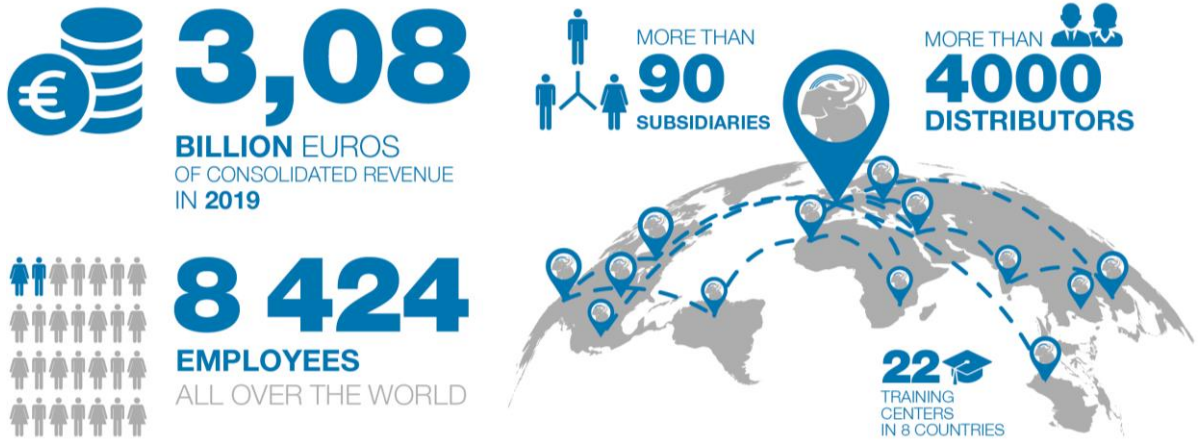 €
3,08
BILLION EUROS
OF CONSOLIDATED REVENUE
IN 2019
8 424
EMPLOYEES
ALL OVER THE WORLD
MORE THAN
90
SUBSIDIARIES
MORE THAN
4000
DISTRIBUTORS
22
TRAINING
CENTERS
IN 8 COUNTRIES